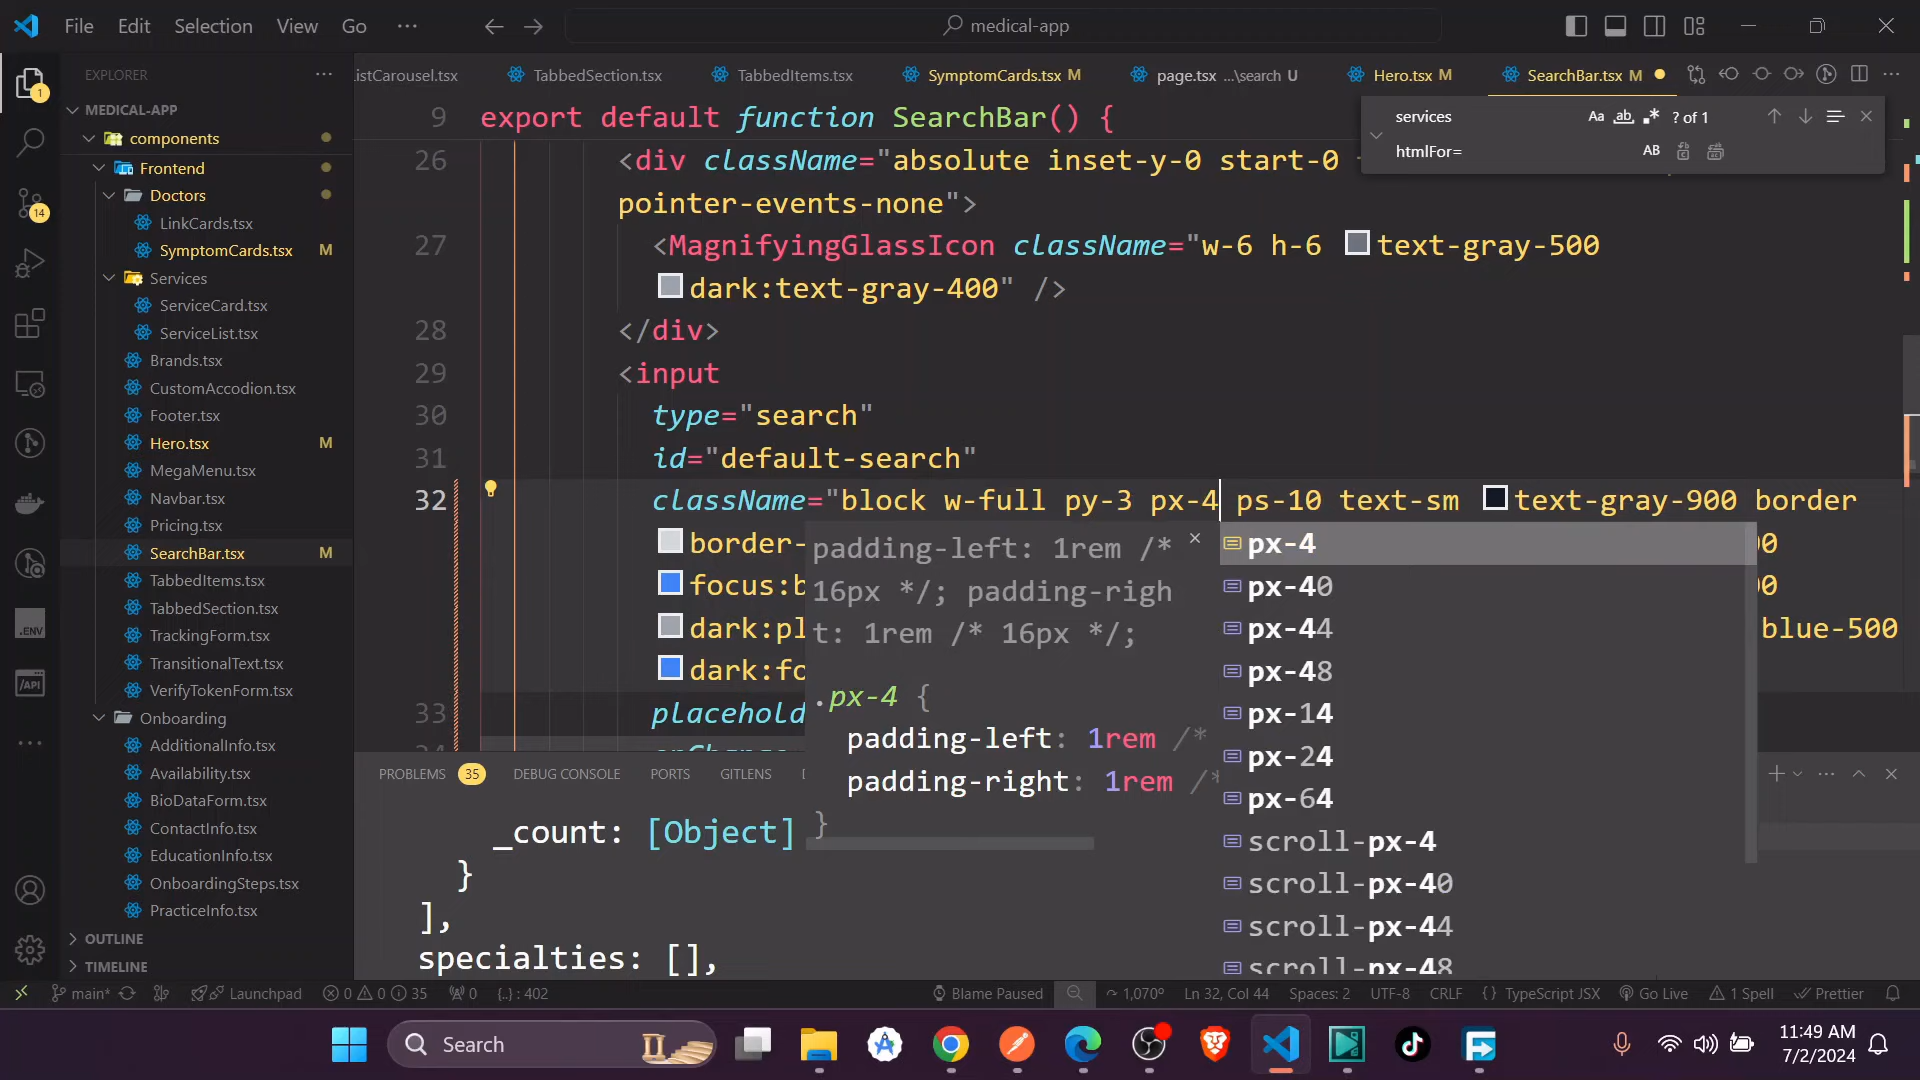 File Edit Selection View Go ···
medical-app
EXPLORER
MEDICAL-APP
components
Frontend
Doctors
LinkCards.tsx
SymptomCards.tsx M
Services
ServiceCard.tsx
ServiceList.tsx
Brands.tsx
CustomAccodion.tsx
Footer.tsx
Hero.tsx M
MegaMenu.tsx
Navbar.tsx
Pricing.tsx
SearchBar.tsx M
TabbedItems.tsx
TabbedSection.tsx
TrackingForm.tsx
TransitionalText.tsx
VerifyTokenForm.tsx
Onboarding
AdditionalInfo.tsx
Availability.tsx
BioDataForm.tsx
ContactInfo.tsx
EducationInfo.tsx
OnboardingSteps.tsx
PracticeInfo.tsx
OUTLINE
TIMELINE
1
14
.ENV
/API
istCarousel.tsx TabbedSection.tsx TabbedItems.tsx SymptomCards.tsx M page.tsx ...\search U Hero.tsx M SearchBar.tsx M
services Aa ab ? of 1
htmlFor= AB
9 export default function SearchBar() {
26 <div className="absolute inset-y-0 start-0
pointer-events-none">
27 <MagnifyingGlassIcon className="w-6 h-6 text-gray-500
dark:text-gray-400" />
28 </div>
29 <input
30 type="search"
31 id="default-search"
32 className="block w-full py-3 px-4 ps-10 text-sm text-gray-900 border
border-
focus:b
dark:pl blue-500
dark:fo
33 placehold
padding-left: 1rem /*
16px */; padding-righ
t: 1rem /* 16px */;
.px-4 {
padding-left: 1rem /*
padding-right: 1rem /*
}
px-4
px-40
px-44
px-48
px-14
px-24
px-64
scroll-px-4
scroll-px-40
scroll-px-44
scroll-px-48
PROBLEMS 35 DEBUG CONSOLE PORTS GITLENS
_count: [Object]
}
],
specialties: [],
main* Launchpad 0 0 35 0 {..} : 402 Blame Paused 1,070º Ln 32, Col 44 Spaces: 2 UTF-8 CRLF {} TypeScript JSX Go Live 1 Spell Prettier
Search
11:49 AM
7/2/2024